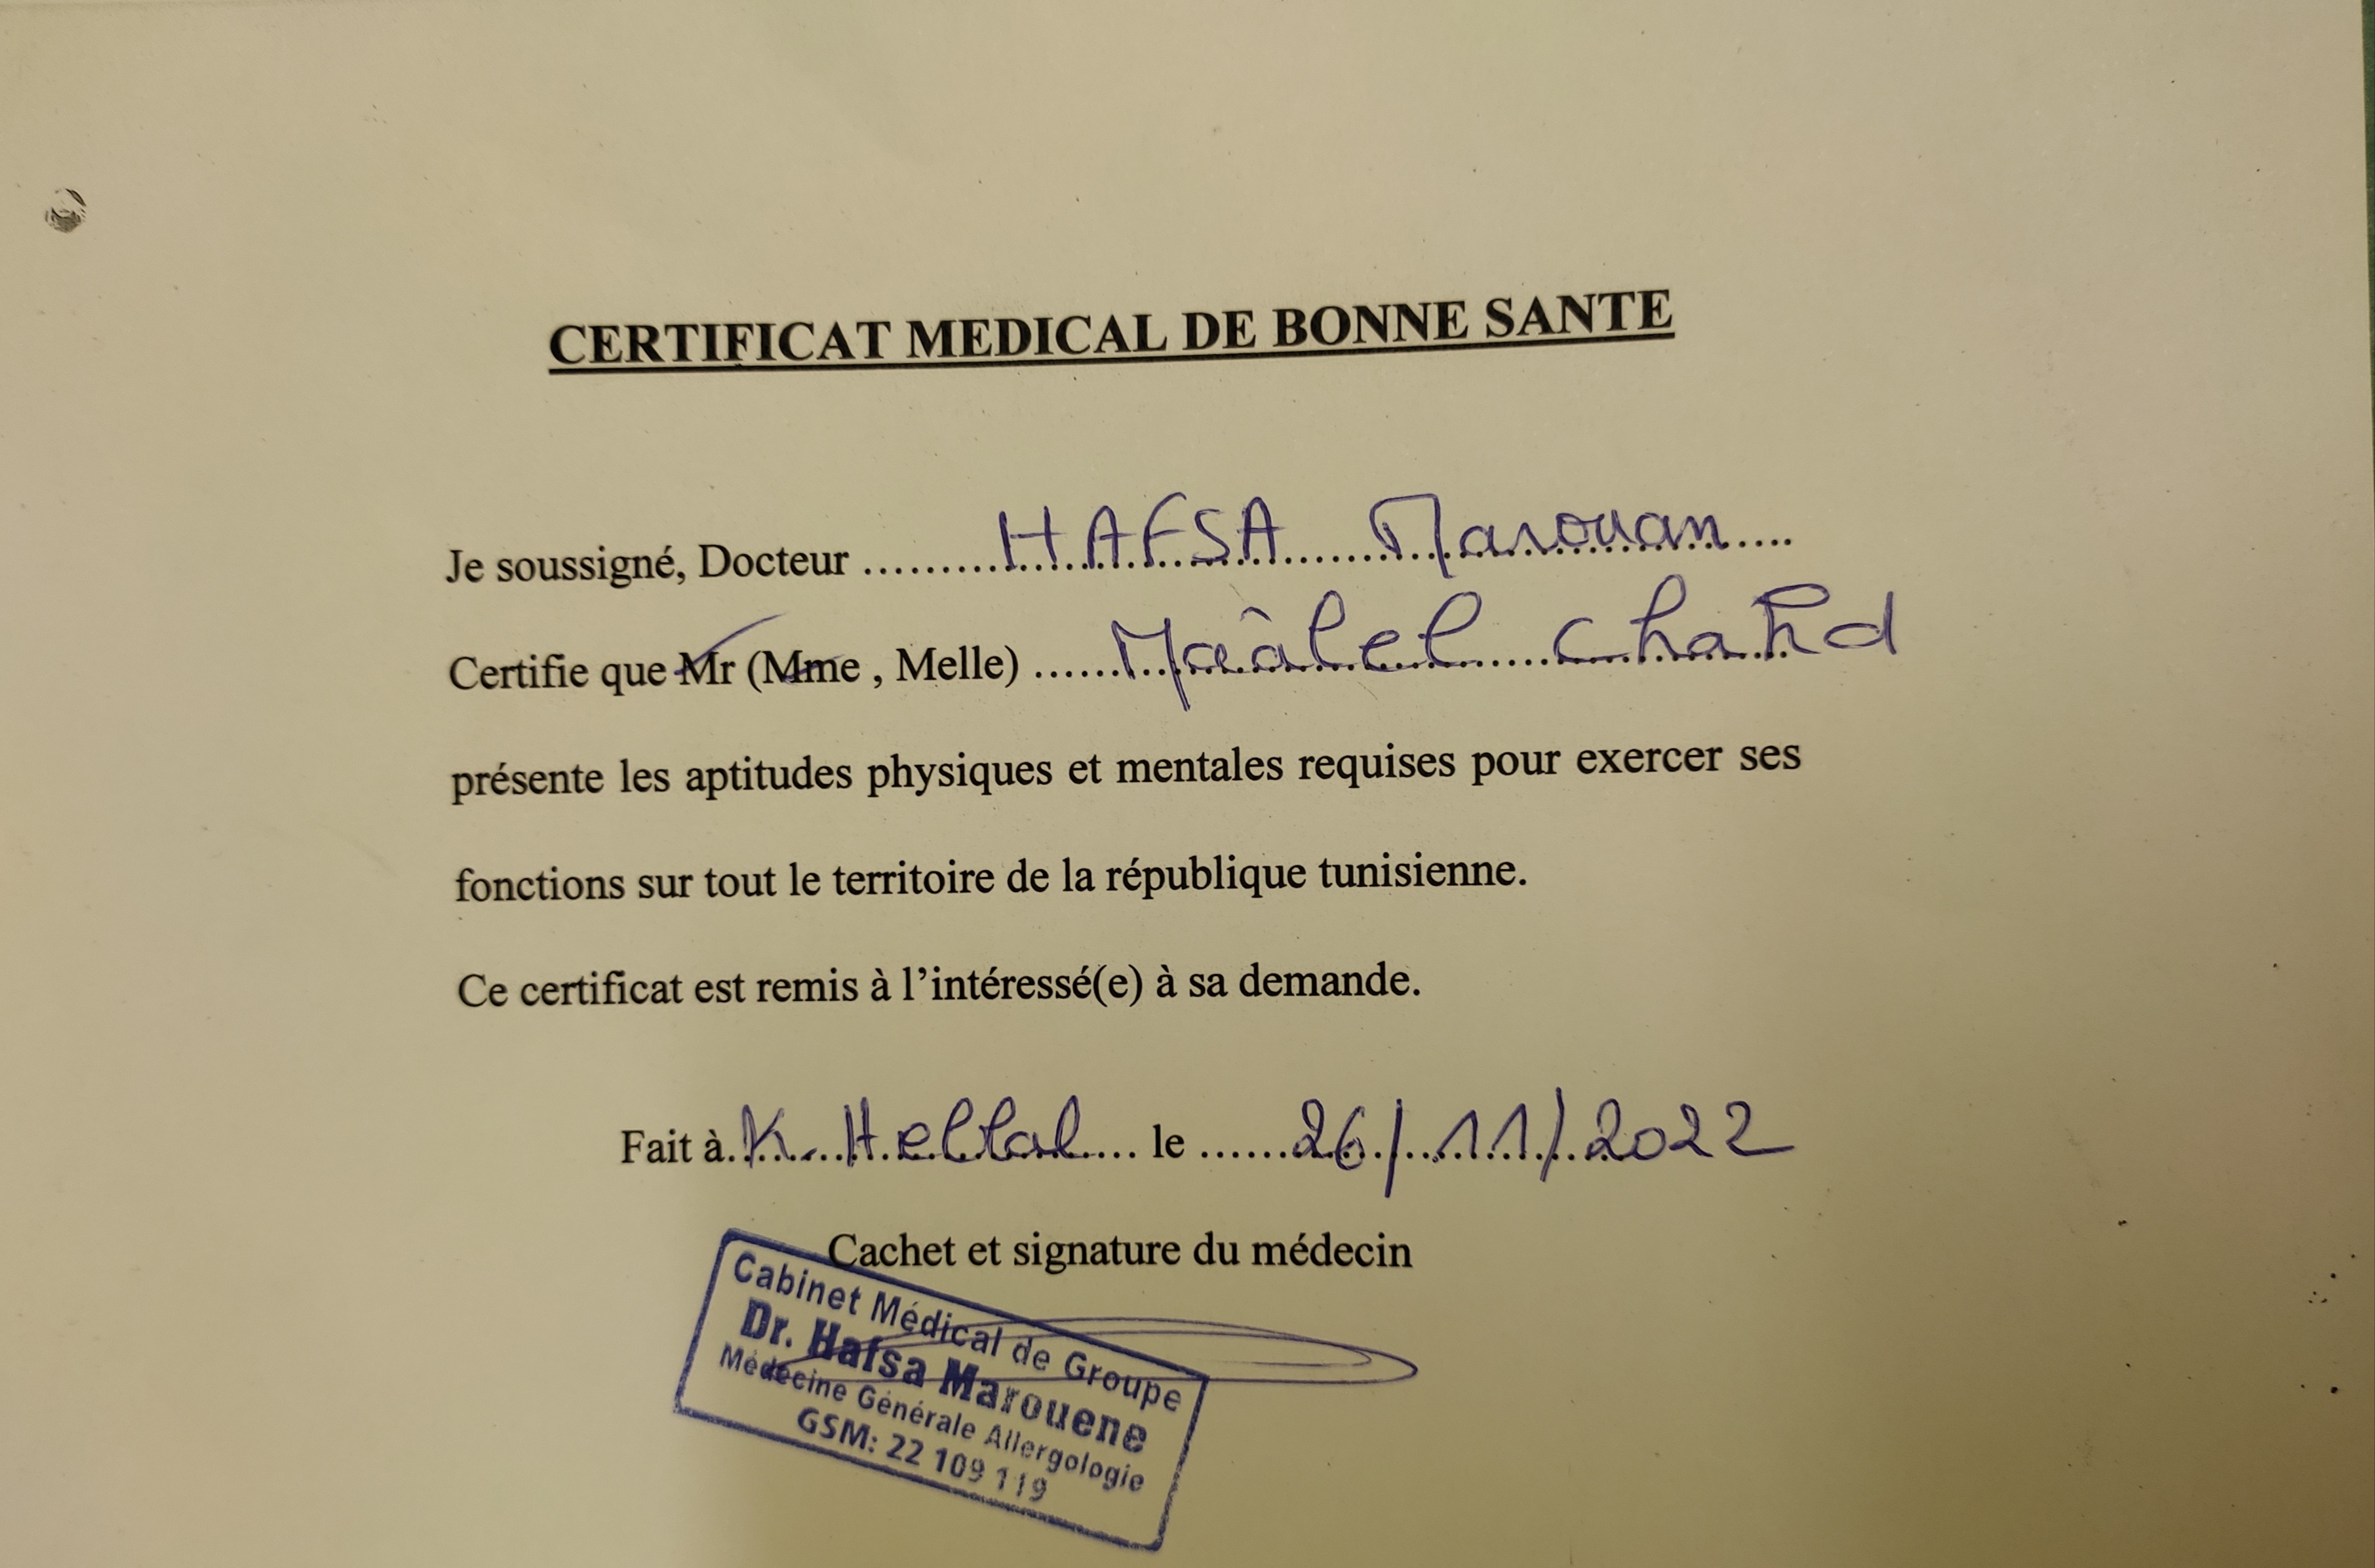 CERTIFICAT MEDICAL DE BONNE SANTE
Je soussigné, Docteur ......... HAFSA Marouan ....
Certifie que Mr (Mme , Melle) ...... Maâlel
présente les aptitudes physiques et mentales requises pour exercer ses
fonctions sur tout le territoire de la république tunisienne.
Ce certificat est remis à l’intéressé(e) à sa demande.
Fait à. K. Hellal .... le ...... 26/11/2022
Cachet et signature du médecin
Cabinet Médical de Groupe
Dr. Hafsa Marouene
Médecine Générale Allergologie
GSM: 22 109 119